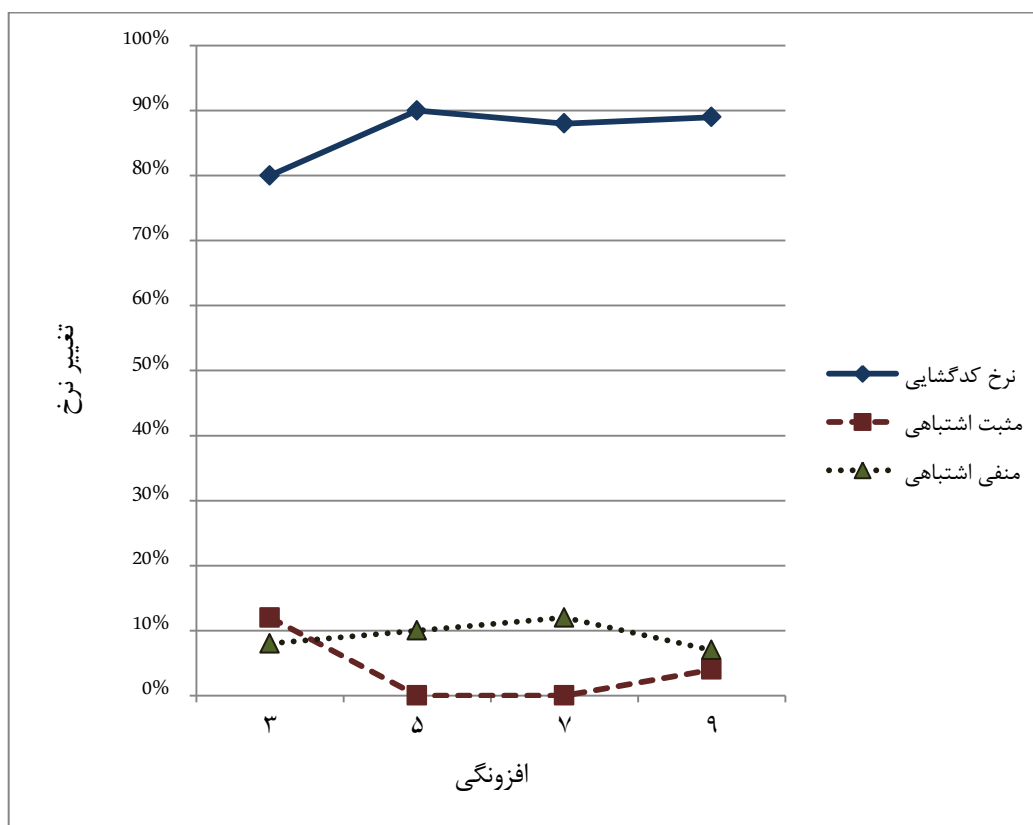 100%
90%
80%
70%
60%
50%
40%
30%
20%
10%
0%
تغییر نرخ
۳ ۵ ۷ ۹
افزونگی
نرخ کدگشایی
مثبت اشتباهی
منفی اشتباهی